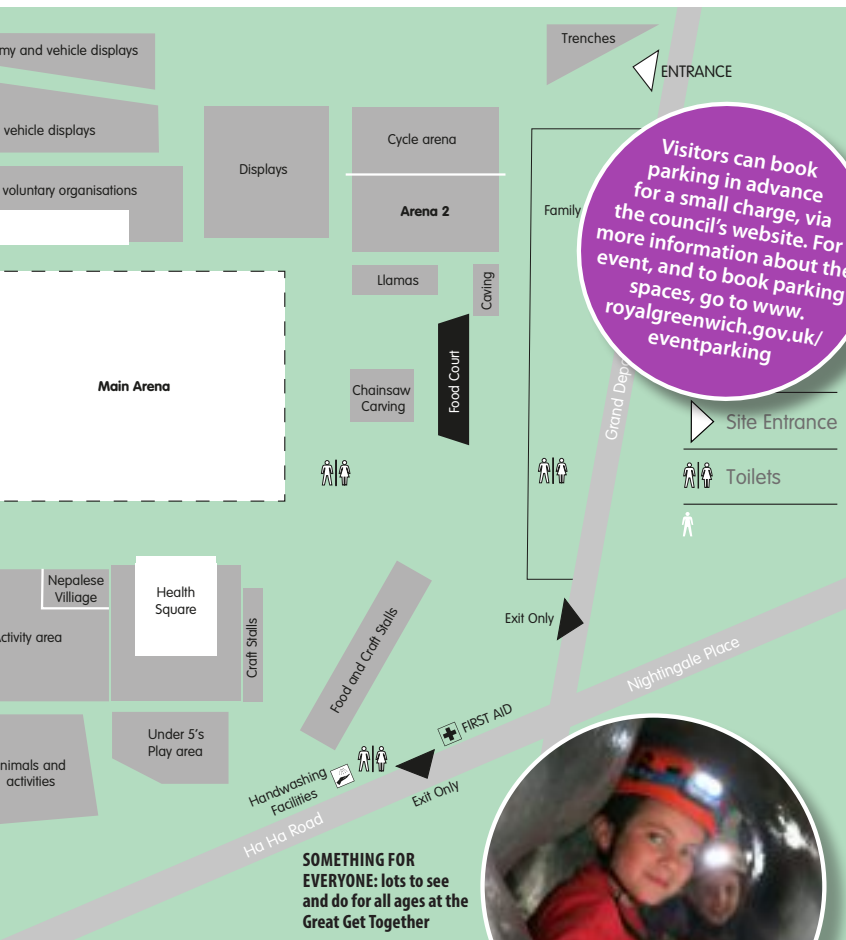 Trenches
my and vehicle displays
ENTRANCE
vehicle displays
Cycle arena
Displays
voluntary organisations
Arena 2
Family
Visitors can book
parking in advance
for a small charge, via
the council's website. For
more information about the
event, and to book parking
spaces, go to www.
royalgreenwich.gov.uk/
eventparking
Llamas
Caving
Main Arena
Chainsaw
Carving
Food Court
Grand Depo
Site Entrance
Toilets
Nepalese
Villiage
Health
Square
ctivity area
Craft Stalls
Food and Craft Stalls
Exit Only
Nightingale Place
Under 5's
Play area
nimals and
activities
FIRST AID
Handwashing
Facilities
Exit Only
Ha Ha Road
SOMETHING FOR
EVERYONE: lots to see
and do for all ages at the
Great Get Together